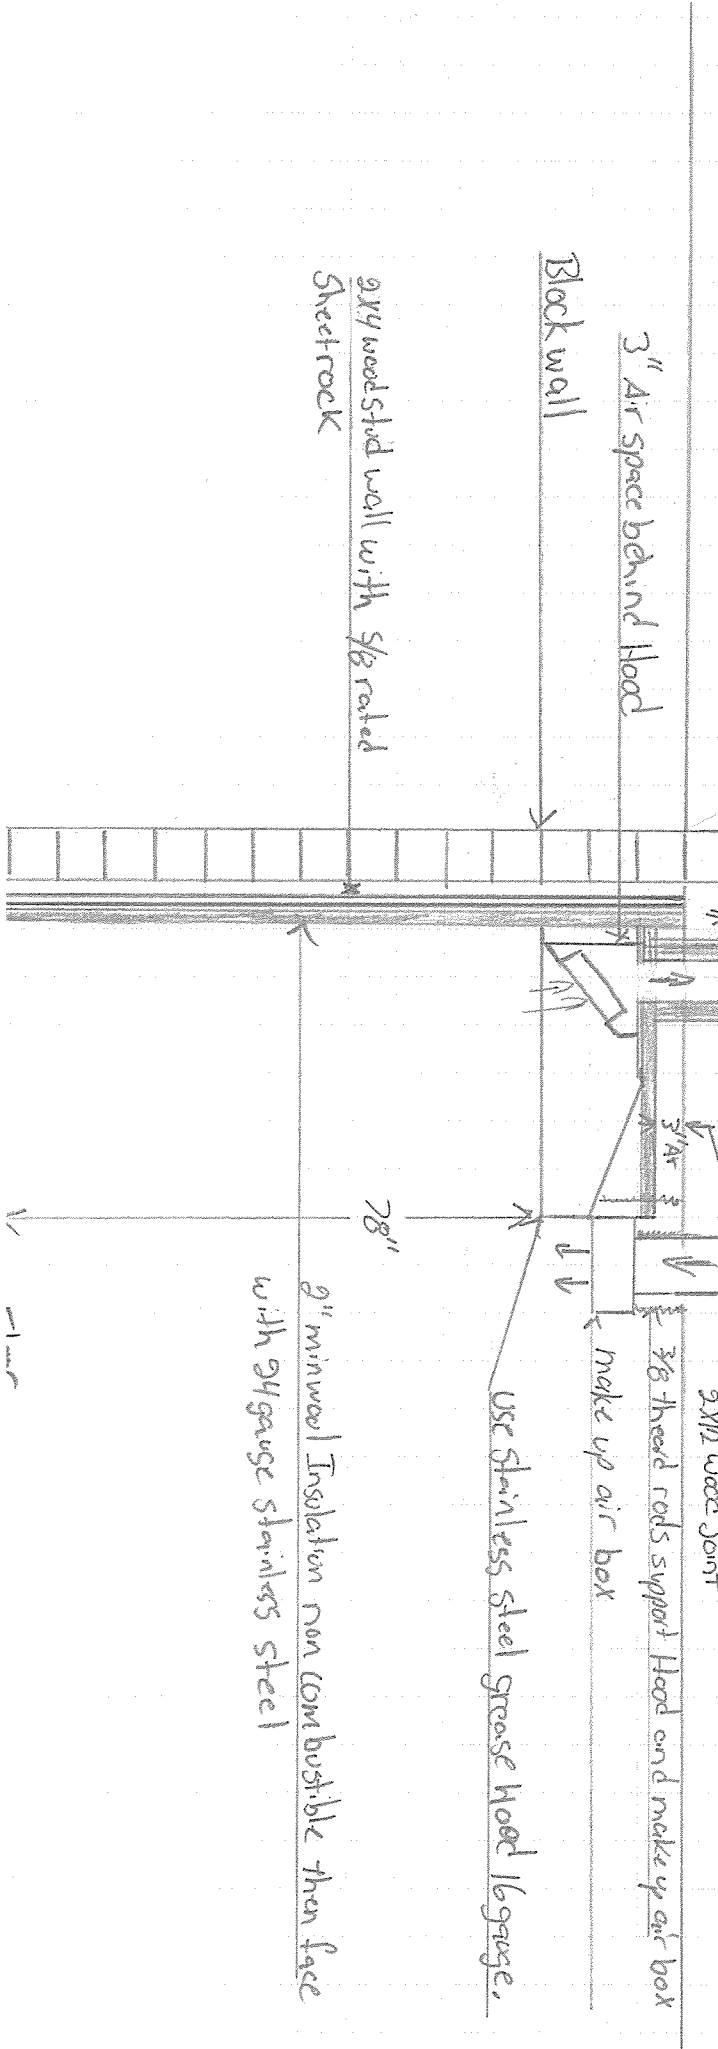 3" Air space behind Hood
Block wall
2x4 wood stud wall with 5/8 rated
Sheetrock
3" Air
78"
2x12 wood Joint
3/8 thread rods support Hood and make up air box
make up air box
Use Stainless steel grease Hood 16 gauge.
2" minwool Insulation non combustible then face
with 24 gauge stainless steel